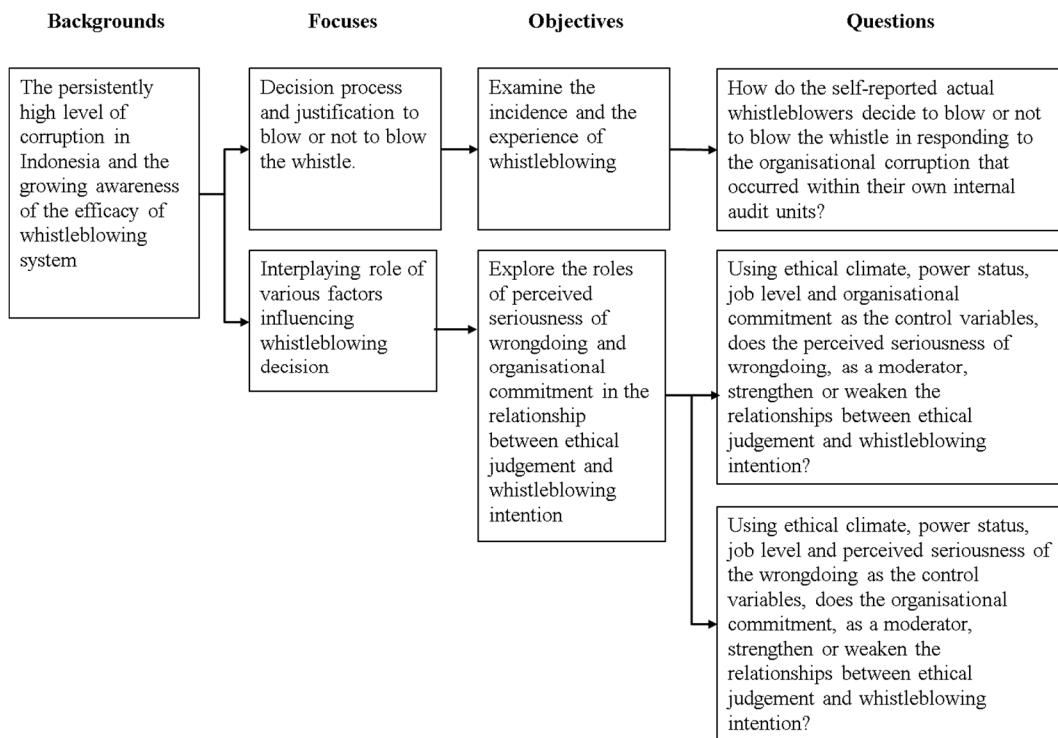 Backgrounds
Focuses
Objectives
Questions
The persistently
high level of
corruption in
Indonesia and the
growing awareness
of the efficacy of
whistleblowing
system
Decision process
and justification to
blow or not to blow
the whistle.
Examine the
incidence and the
experience of
whistleblowing
How do the self-reported actual
whistleblowers decide to blow or not
to blow the whistle in responding to
the organisational corruption that
occurred within their own internal
audit units?
Interplaying role of
various factors
influencing
whistleblowing
decision
Explore the roles
of perceived
seriousness of
wrongdoing and
organisational
commitment in the
relationship
between ethical
judgement and
whistleblowing
intention
Using ethical climate, power status,
job level and organisational
commitment as the control variables,
does the perceived seriousness of
wrongdoing, as a moderator,
strengthen or weaken the
relationships between ethical
judgement and whistleblowing
intention?
Using ethical climate, power status,
job level and perceived seriousness of
the wrongdoing as the control
variables, does the organisational
commitment, as a moderator,
strengthen or weaken the
relationships between ethical
judgement and whistleblowing
intention?